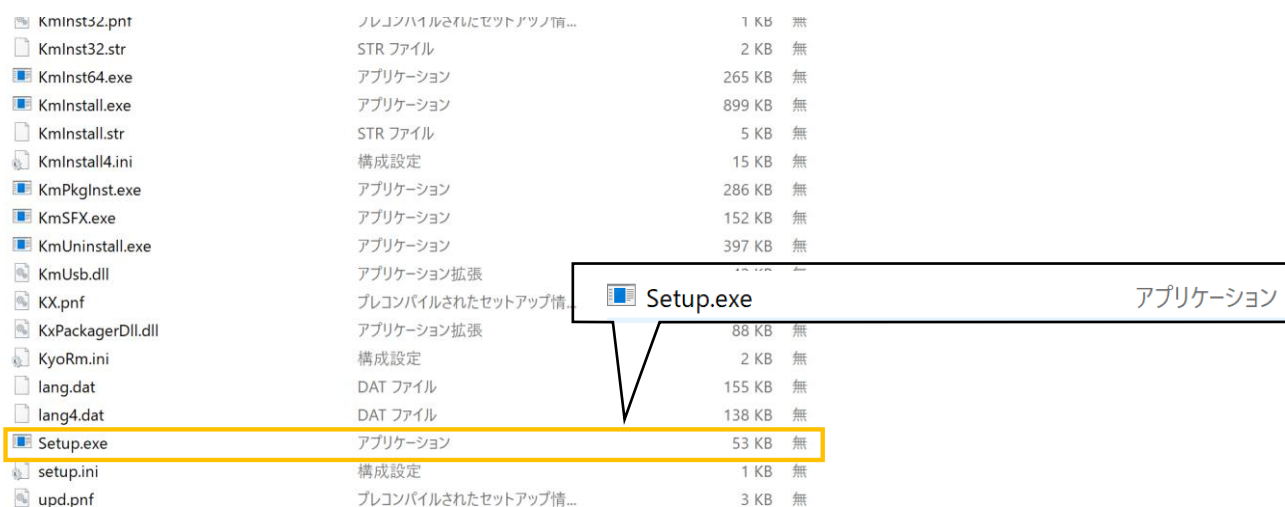 KmInst32.pnf プレコンパイルされたセットアップ情... 1 KB 無
KmInst32.str STR ファイル 2 KB 無
KmInst64.exe アプリケーション 265 KB 無
KmInstall.exe アプリケーション 899 KB 無
KmInstall.str STR ファイル 5 KB 無
KmInstall4.ini 構成設定 15 KB 無
KmPkgInst.exe アプリケーション 286 KB 無
KmSFX.exe アプリケーション 152 KB 無
KmUninstall.exe アプリケーション 397 KB 無
KmUsb.dll アプリケーション拡張
KX.pnf プレコンパイルされたセットアップ情...
Setup.exe アプリケーション
KxPackagerDll.dll アプリケーション拡張 88 KB 無
KyoRm.ini 構成設定 2 KB 無
lang.dat DAT ファイル 155 KB 無
lang4.dat DAT ファイル 138 KB 無
Setup.exe アプリケーション 53 KB 無
setup.ini 構成設定 1 KB 無
upd.pnf プレコンパイルされたセットアップ情... 3 KB 無